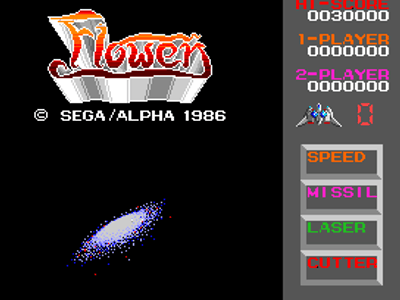 Flower
© SEGA/ALPHA 1986
HI-SCORE
0030000
1-PLAYER
0000000
2-PLAYER
0000000
0
SPEED
MISSIL
LASER
CUTTER